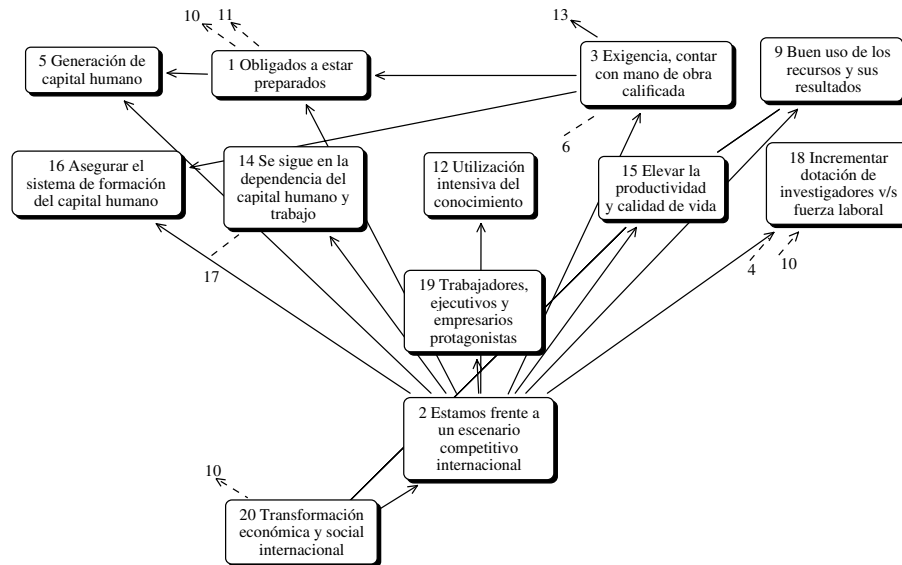 10
11
13
5 Generación de
capital humano
1 Obligados a estar
preparados
3 Exigencia, contar
con mano de obra
calificada
9 Buen uso de los
recursos y sus
resultados
6
16 Asegurar el
sistema de formación
del capital humano
14 Se sigue en la
dependencia del
capital humano y
trabajo
12 Utilización
intensiva del
conocimiento
15 Elevar la
productividad
y calidad de vida
18 Incrementar
dotación de
investigadores v/s
fuerza laboral
17
4
10
19 Trabajadores,
ejecutivos y
empresarios
protagonistas
2 Estamos frente a
un escenario
competitivo
internacional
10
20 Transformación
económica y social
internacional